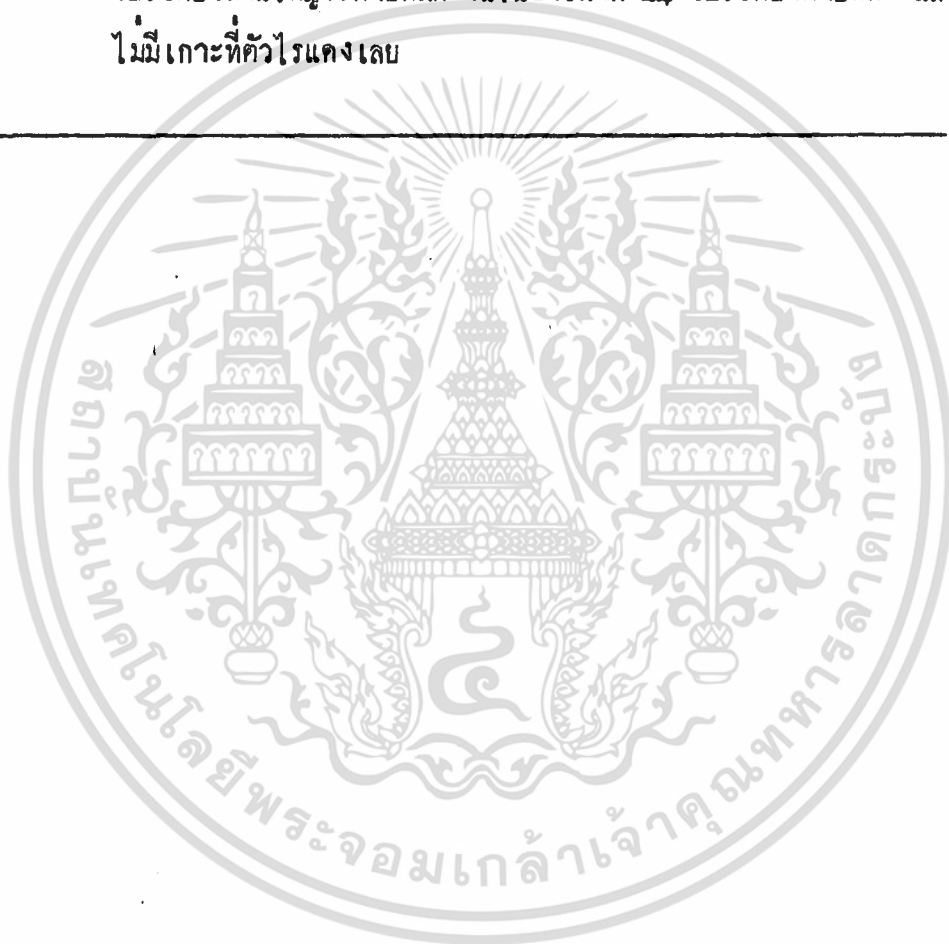 ไม่มีเกาะที่ตัวไรแดงเลย
สถาบันเทคโนโลยีพระจอมเกล้าเจ้าคุณทหารลาดกระบัง
๔